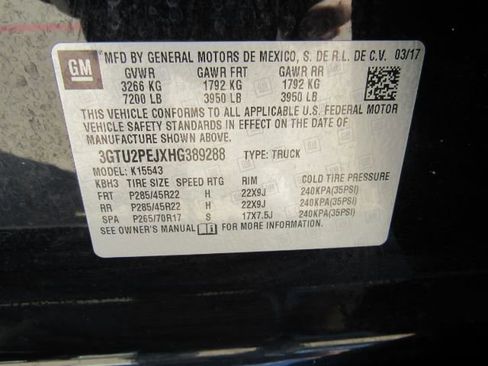 GM
MFD BY GENERAL MOTORS DE MEXICO, S. DE R.L. DE C.V. 03/17
GVWR GAWR FRT GAWR RR
3266 KG 1792 KG 1792 KG
7200 LB 3950 LB 3950 LB
THIS VEHICLE CONFORMS TO ALL APPLICABLE U.S. FEDERAL MOTOR
VEHICLE SAFETY STANDARDS IN EFFECT ON THE DATE OF
MANUFACTURE SHOWN ABOVE.
3GTU2PEJXHG389288 TYPE: TRUCK
MODEL: K15543
KBH3 TIRE SIZE SPEED RTG RIM COLD TIRE PRESSURE
FRT P285/45R22 H 22X9J 240KPA(35PSI)
RR P285/45R22 H 22X9J 240KPA(35PSI)
SPA P265/70R17 S 17X7.5J 240KPA(35PSI)
SEE OWNER'S MANUAL FOR MORE INFORMATION.